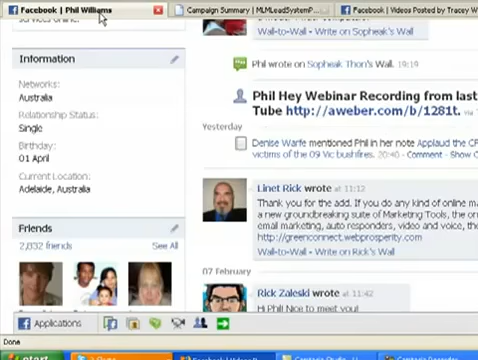 Facebook | Phil Williams
Campaign Summary | MLMLeadSystemP...
Facebook | Videos Posted by Tracey W
services online.
Information
Networks:
Australia
Relationship Status:
Single
Birthday:
01 April
Current Location:
Adelaide, Australia
Friends
2,832 friends
See All
Wall-to-Wall - Write on Sopheak's Wall
Phil wrote on Sopheak Thon's Wall. 19:19
Phil Hey Webinar Recording from last
Tube http://aweber.com/b/1281t. via
Yesterday
Denise Warfe mentioned Phil in her note Applaud the CF
victims of the 09 Vic bushfires. 20:40 - Comment - Show C
Linet Rick wrote at 11:12
Thank you for the add. If you do any kind of online m
a new groundbreaking suite of Marketing Tools, the on
email marketing, auto responders, video and voice, th
http://greenconnect.webprosperity.com
Wall-to-Wall - Write on Rick's Wall
07 February
Rick Zaleski wrote at 11:42
Hi Phil Nice to meet you!
Applications
Done
start